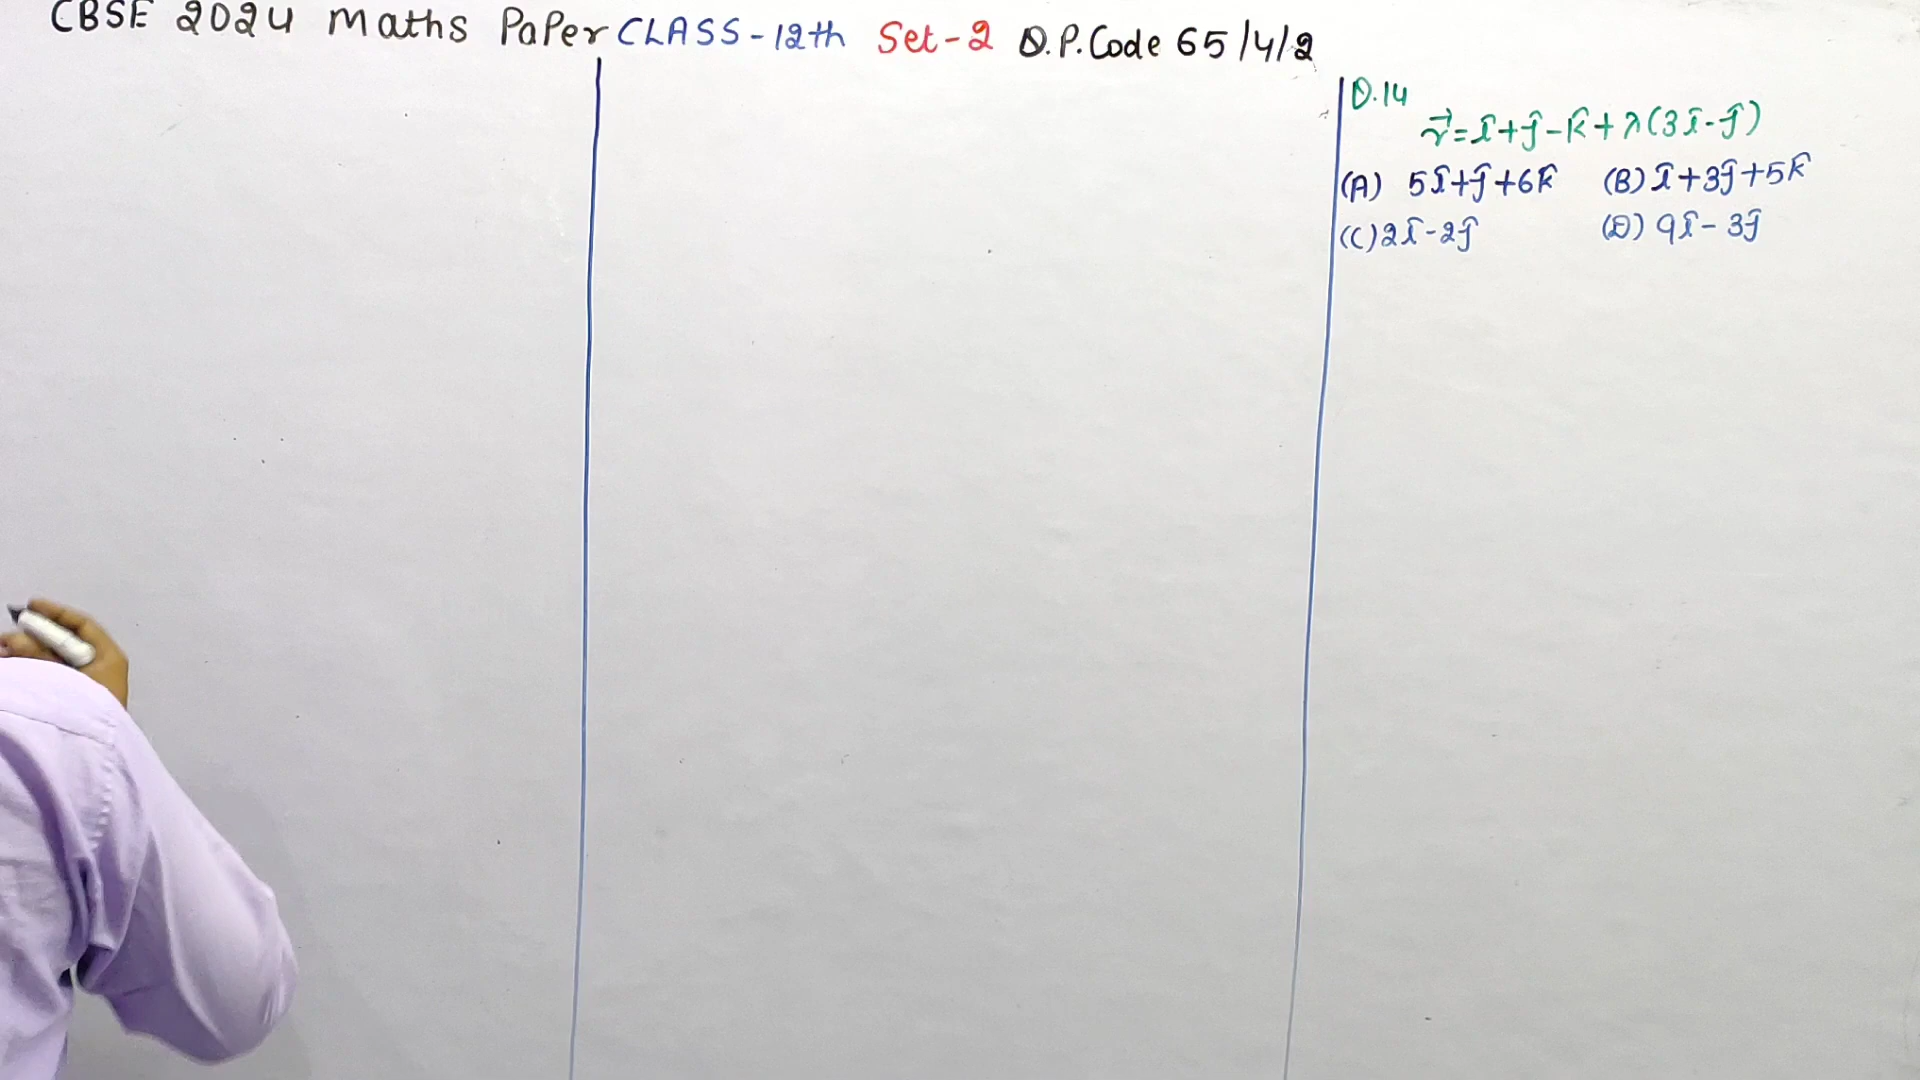 CBSE 2024 Maths Paper CLASS-12th Set-2 Q.P.Code 65/4/2
Q.14
r⃗=î+ĵ-k̂+λ(3î-ĵ)
(A) 5î+ĵ+6k̂ (B) î+3ĵ+5k̂
(C) 2î-2ĵ (D) 9î-3ĵ